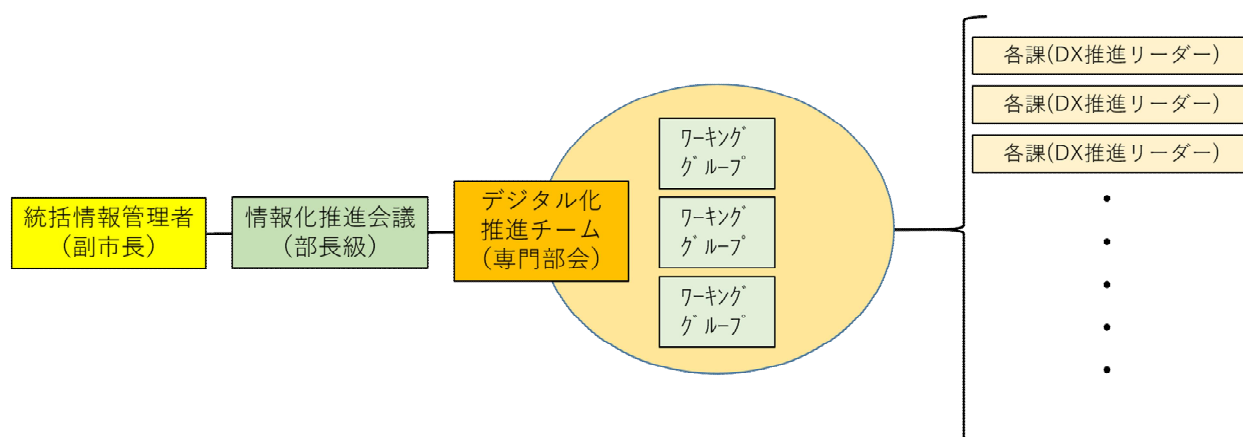 統括情報管理者
(副市長)
情報化推進会議
(部長級)
デジタル化
推進チーム
(専門部会)
ﾜｰｷﾝｸﾞ
ｸﾞﾙｰﾌﾟ
ﾜｰｷﾝｸﾞ
ｸﾞﾙｰﾌﾟ
ﾜｰｷﾝｸﾞ
ｸﾞﾙｰﾌﾟ
各課(DX推進リーダー)
各課(DX推進リーダー)
各課(DX推進リーダー)